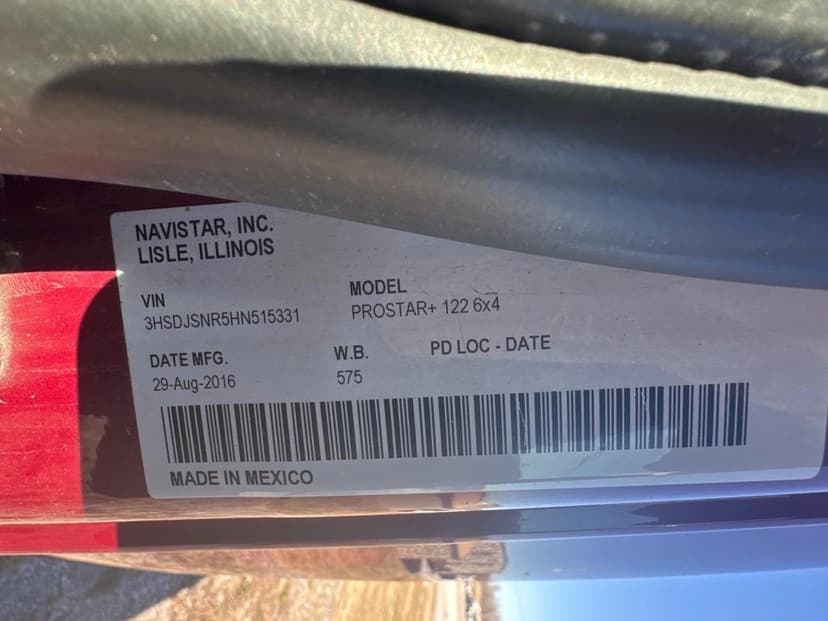 NAVISTAR, INC.
LISLE, ILLINOIS
VIN
3HSDJSNR5HN515331
MODEL
PROSTAR+ 122 6x4
DATE MFG.
29-Aug-2016
W.B.
575
PD LOC - DATE
MADE IN MEXICO